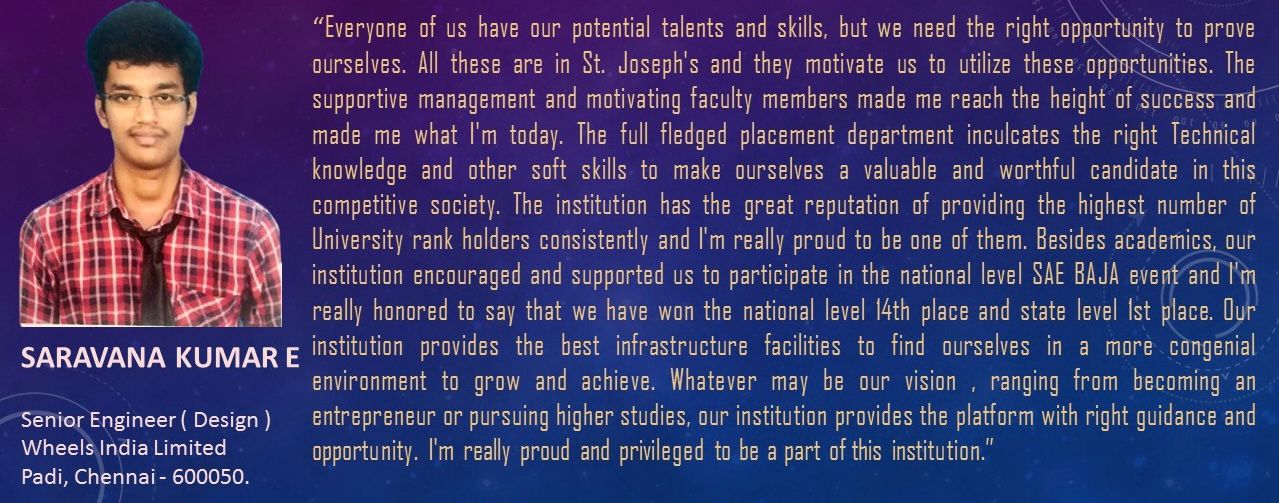 “Everyone of us have our potential talents and skills, but we need the right opportunity to prove
ourselves. All these are in St. Joseph's and they motivate us to utilize these opportunities. The
supportive management and motivating faculty members made me reach the height of success and
made me what I'm today. The full fledged placement department inculcates the right Technical
knowledge and other soft skills to make ourselves a valuable and worthful candidate in this
competitive society. The institution has the great reputation of providing the highest number of
University rank holders consistently and I'm really proud to be one of them. Besides academics, our
institution encouraged and supported us to participate in the national level SAE BAJA event and I'm
really honored to say that we have won the national level 14th place and state level 1st place. Our
institution provides the best infrastructure facilities to find ourselves in a more congenial
environment to grow and achieve. Whatever may be our vision , ranging from becoming an
entrepreneur or pursuing higher studies, our institution provides the platform with right guidance and
opportunity. I'm really proud and privileged to be a part of this institution.”
SARAVANA KUMAR E
Senior Engineer ( Design )
Wheels India Limited
Padi, Chennai - 600050.